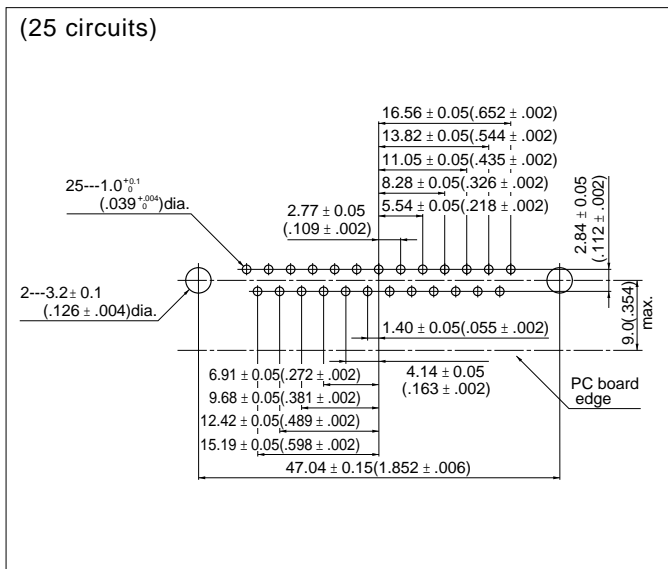 (25 circuits)
16.56 ± 0.05(.652 ± .002)
13.82 ± 0.05(.544 ± .002)
11.05 ± 0.05(.435 ± .002)
8.28 ± 0.05(.326 ± .002)
5.54 ± 0.05(.218 ± .002)
25---1.0 +0.1 0
(.039 +.004 0)dia.
2.77 ± 0.05
(.109 ± .002)
2.84 ± 0.05
(.112 ± .002)
2---3.2 ± 0.1
(.126 ± .004)dia.
9.0(.354)
max.
1.40 ± 0.05(.055 ± .002)
6.91 ± 0.05(.272 ± .002)
4.14 ± 0.05
(.163 ± .002)
9.68 ± 0.05(.381 ± .002)
PC board
edge
12.42 ± 0.05(.489 ± .002)
15.19 ± 0.05(.598 ± .002)
47.04 ± 0.15(1.852 ± .006)